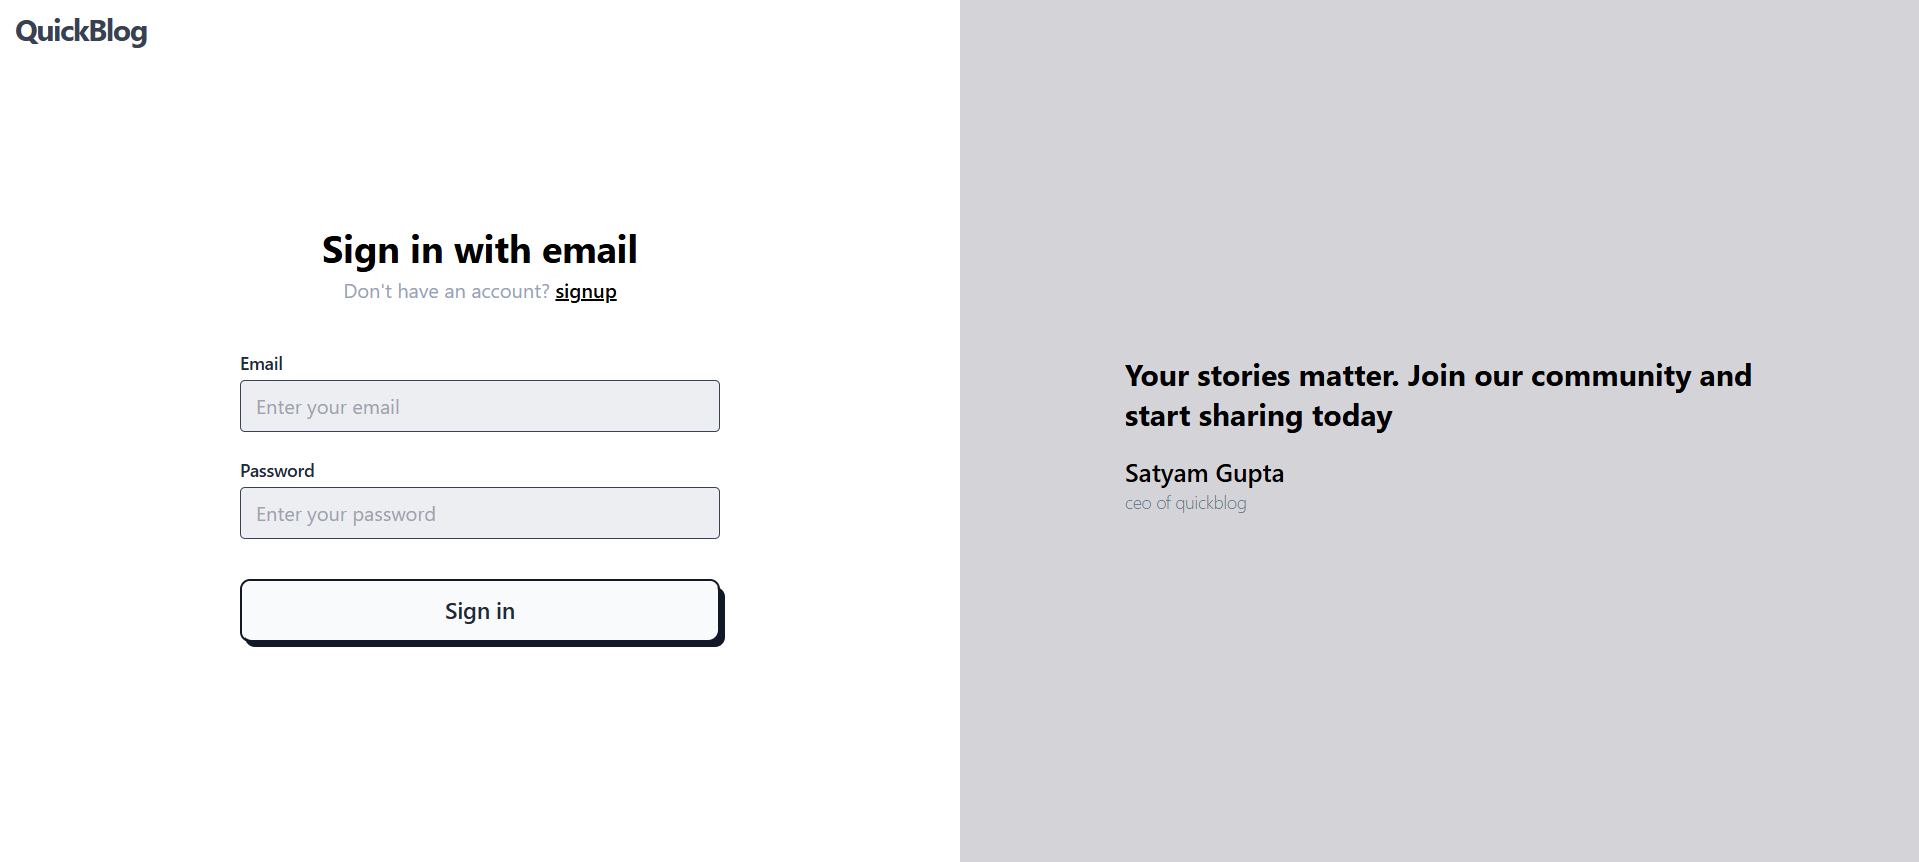 QuickBlog
Sign in with email
Don't have an account? signup
Email
Enter your email
Password
Enter your password
Sign in
Your stories matter. Join our community and
start sharing today
Satyam Gupta
ceo of quickblog